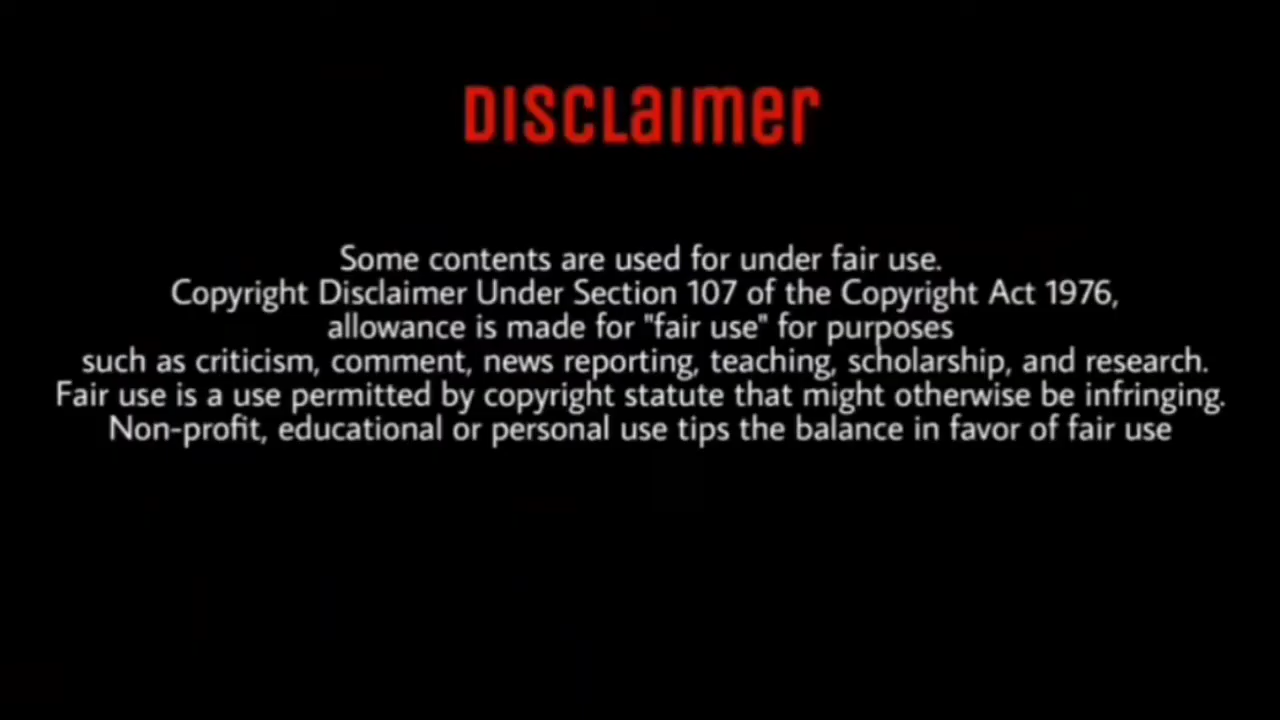 DISCLaimer
Some contents are used for under fair use.
Copyright Disclaimer Under Section 107 of the Copyright Act 1976,
allowance is made for "fair use" for purposes
such as criticism, comment, news reporting, teaching, scholarship, and research.
Fair use is a use permitted by copyright statute that might otherwise be infringing.
Non-profit, educational or personal use tips the balance in favor of fair use